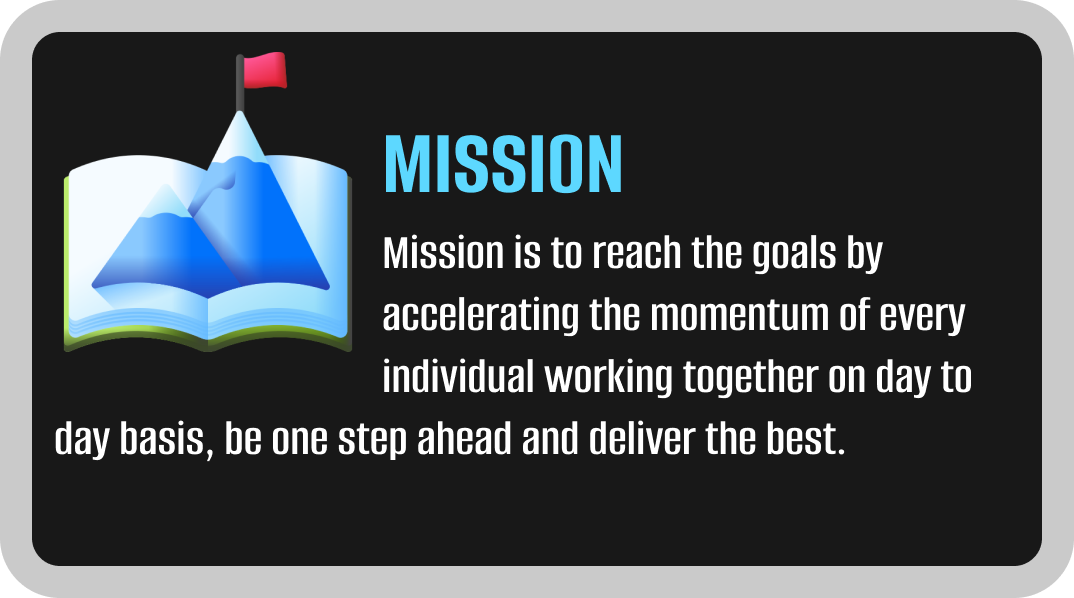 MISSION
Mission is to reach the goals by
accelerating the momentum of every
individual working together on day to
day basis, be one step ahead and deliver the best.